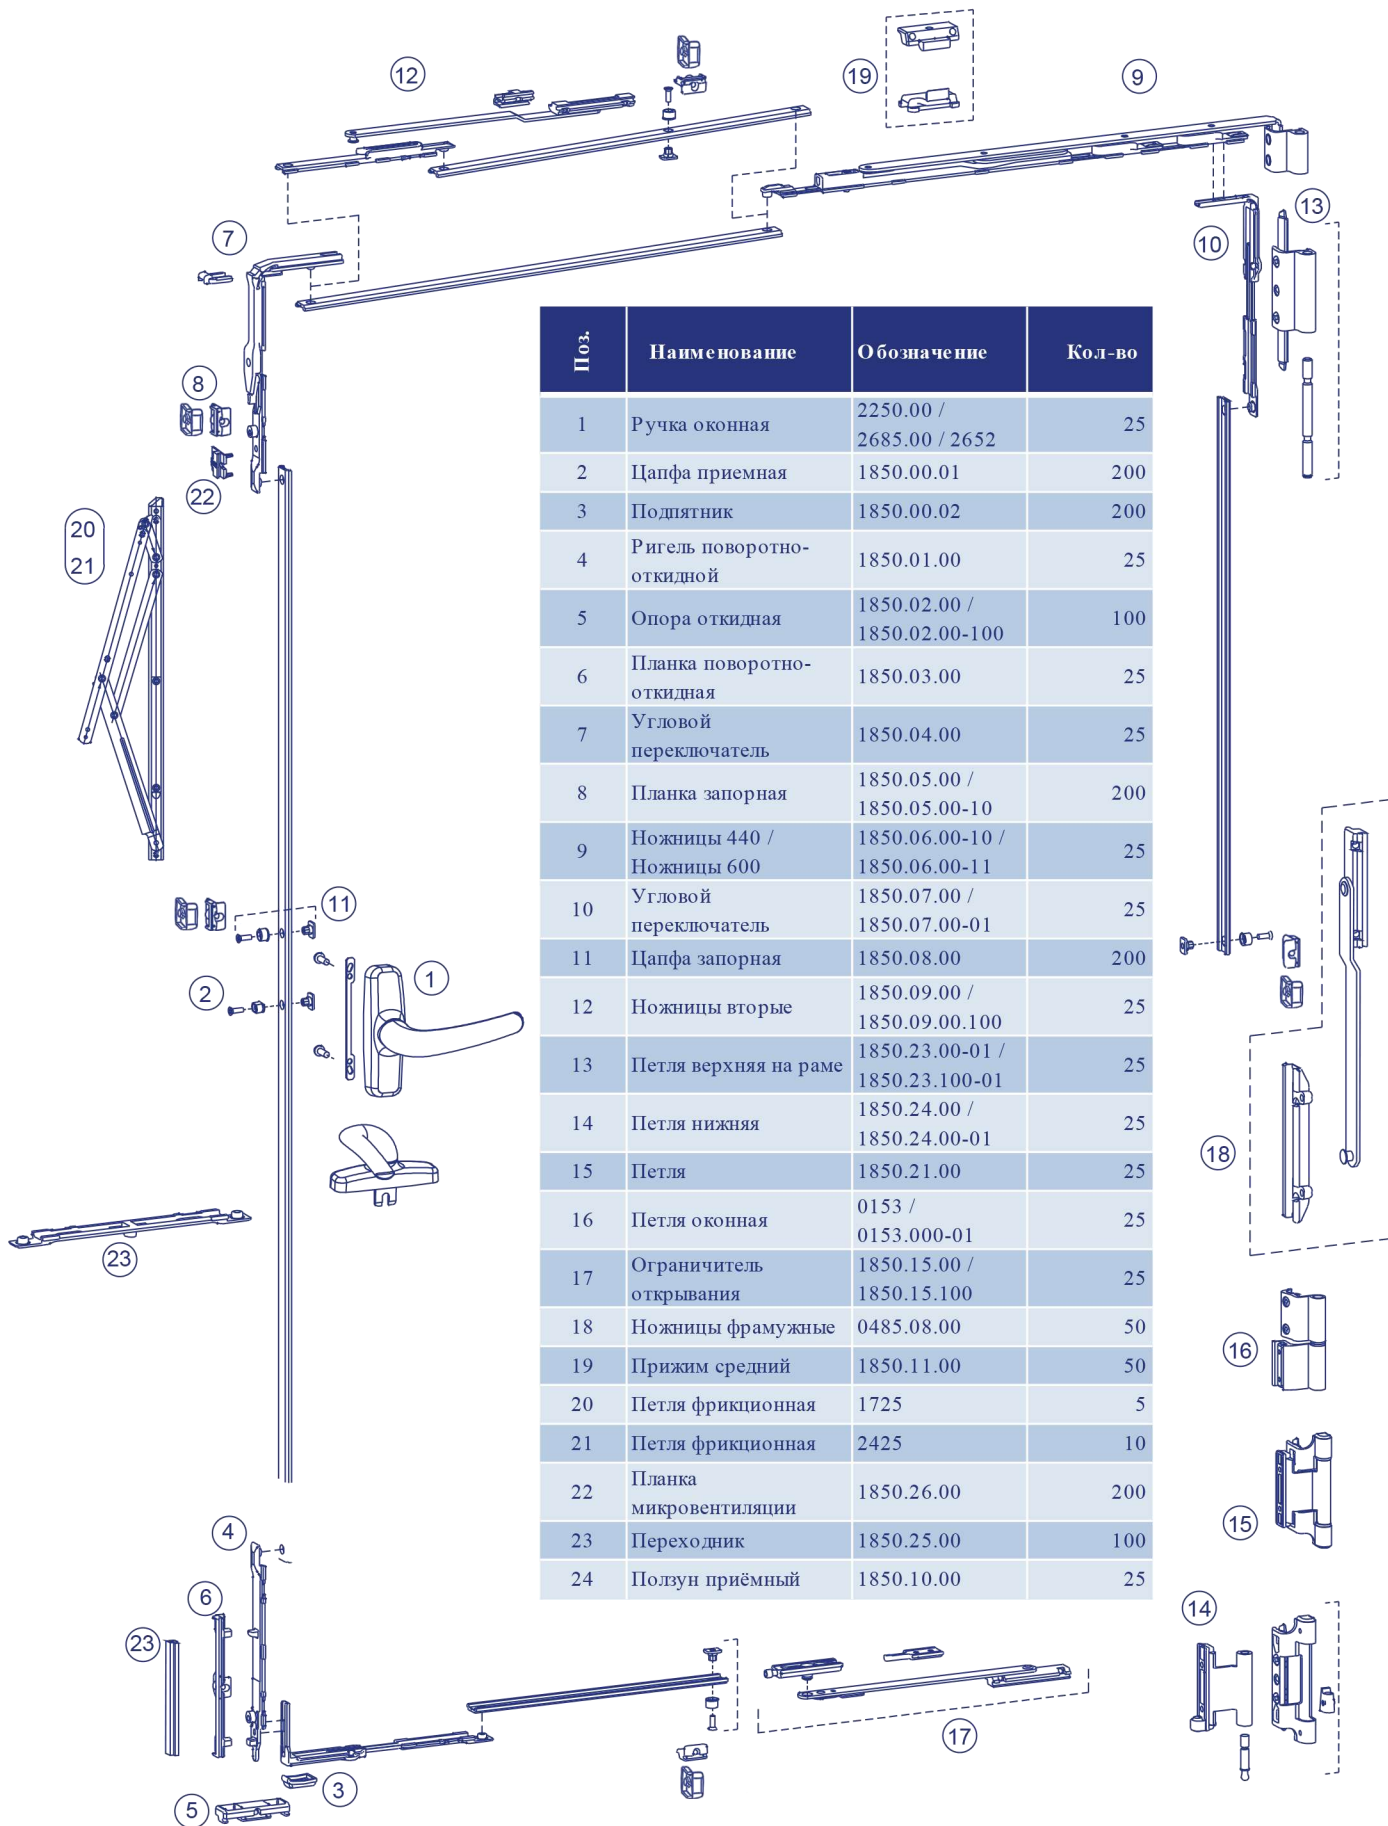 12
19
9
7
10
13
8
22
20
21
11
2
1
23
18
16
15
4
6
23
14
17
3
5
Поз. Наименование Обозначение Кол-во
1 Ручка оконная 2250.00 / 25
2685.00 / 2652
2 Цапфа приемная 1850.00.01 200
3 Подпятник 1850.00.02 200
4 Ригель поворотно- 1850.01.00 25
откидной
5 Опора откидная 1850.02.00 / 100
1850.02.00-100
6 Планка поворотно- 1850.03.00 25
откидная
7 Угловой 1850.04.00 25
переключатель
8 Планка запорная 1850.05.00 / 200
1850.05.00-10
9 Ножницы 440 / 1850.06.00-10 / 25
Ножницы 600 1850.06.00-11
10 Угловой 1850.07.00 / 25
переключатель 1850.07.00-01
11 Цапфа запорная 1850.08.00 200
12 Ножницы вторые 1850.09.00 / 25
1850.09.00.100
13 Петля верхняя на раме 1850.23.00-01 / 25
1850.23.100-01
14 Петля нижняя 1850.24.00 / 25
1850.24.00-01
15 Петля 1850.21.00 25
16 Петля оконная 0153 / 25
0153.000-01
17 Ограничитель 1850.15.00 / 25
открывания 1850.15.100
18 Ножницы фрамужные 0485.08.00 50
19 Прижим средний 1850.11.00 50
20 Петля фрикционная 1725 5
21 Петля фрикционная 2425 10
22 Планка 1850.26.00 200
микровентиляции
23 Переходник 1850.25.00 100
24 Ползун приёмный 1850.10.00 25